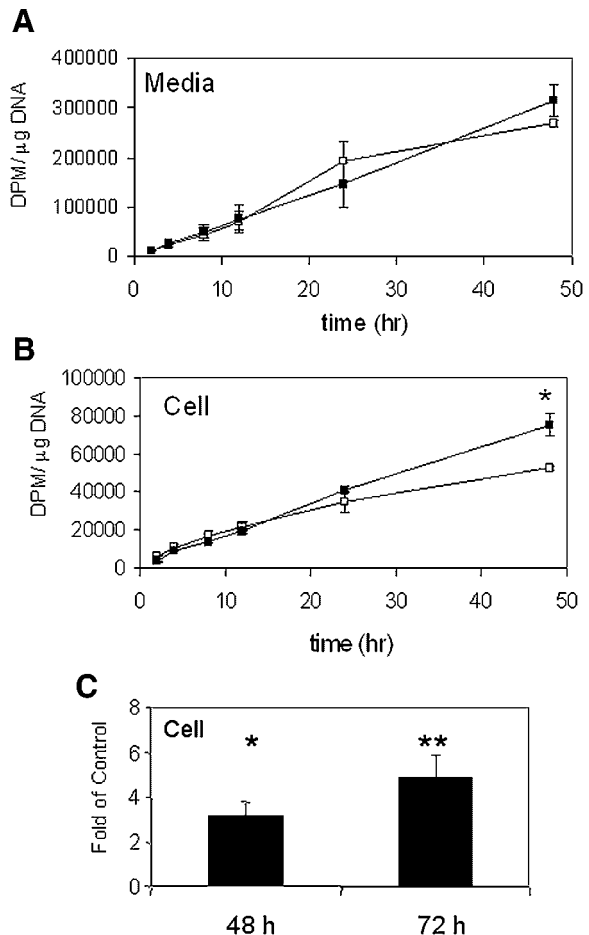 A
Media
DPM/ µg DNA
400000
300000
200000
100000
0
0 10 20 30 40 50
time (hr)
B
Cell
DPM/ µg DNA
100000
80000
60000
40000
20000
0
*
0 10 20 30 40 50
time (hr)
C
Cell
Fold of Control
8
6
4
2
0
* **
48 h 72 h